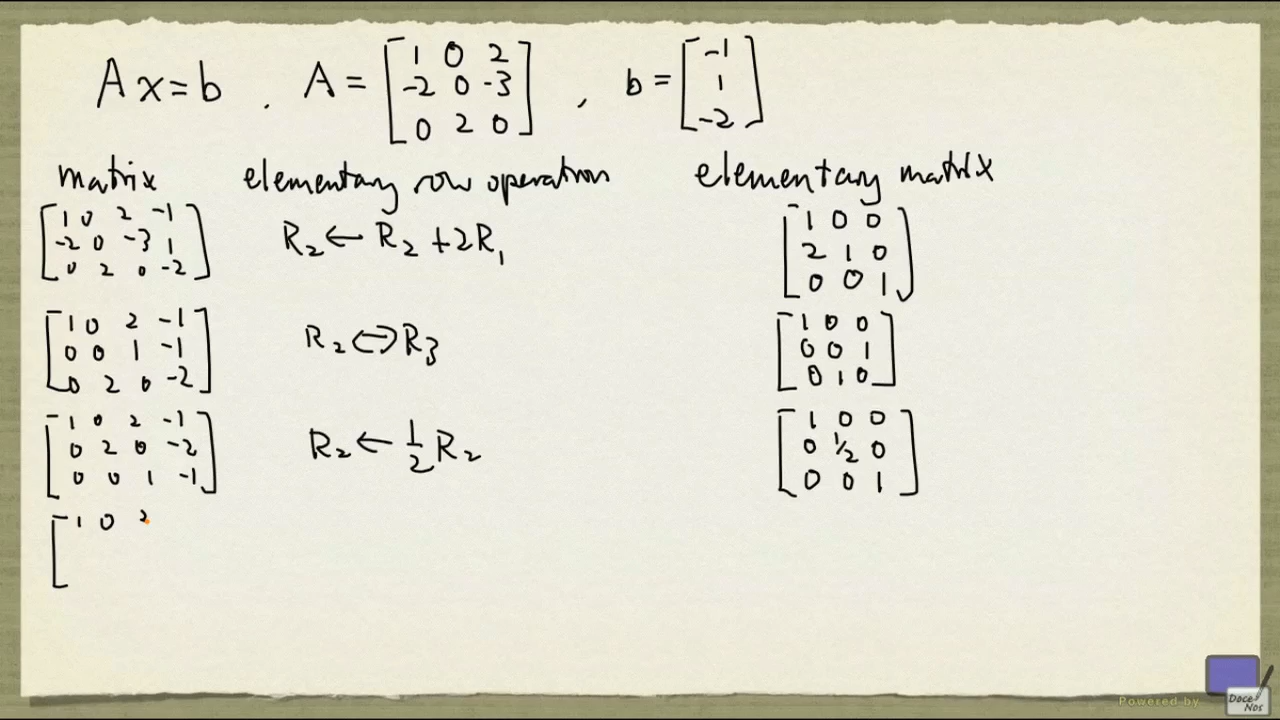 Ax=b , A = [1 0 2 -2 0 -3 0 2 0] , b = [-1 1 -2]
matrix elementary row operation elementary matrix
[1 0 2 -1 R₂ ← R₂ +2R₁ [1 0 0
-2 0 -3 1 2 1 0
0 2 0 -2] 0 0 1]
[1 0 2 -1 R₂ ⇔ R₃ [1 0 0
0 0 1 -1 0 0 1
0 2 0 -2] 0 1 0]
[1 0 2 -1 R₂ ← 1/2 R₂ [1 0 0
0 2 0 -2 0 1/2 0
0 0 1 -1] 0 0 1]
[1 0 2
Powered by
Doce Nos